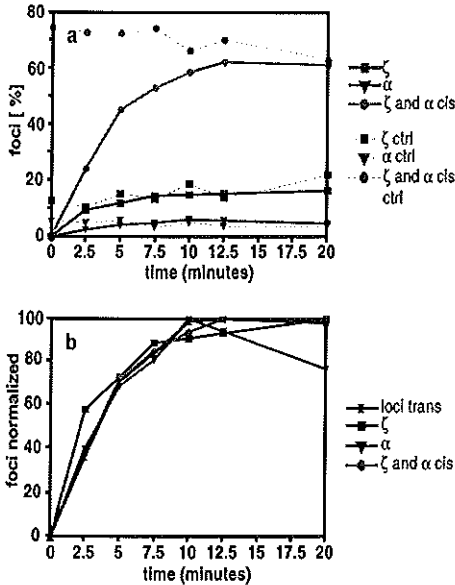 80
60
40
20
0
foci [ %]
a
0 2.5 5 7.5 10 12.5 15 17.5 20
time (minutes)
ζ
α
ζ and α cis
ζ ctrl
α ctrl
ζ and α cis
ctrl
100
80
60
40
20
0
foci normalized
b
0 2.5 5 7.5 10 12.5 15 17.5 20
time (minutes)
loci trans
ζ
α
ζ and α cis